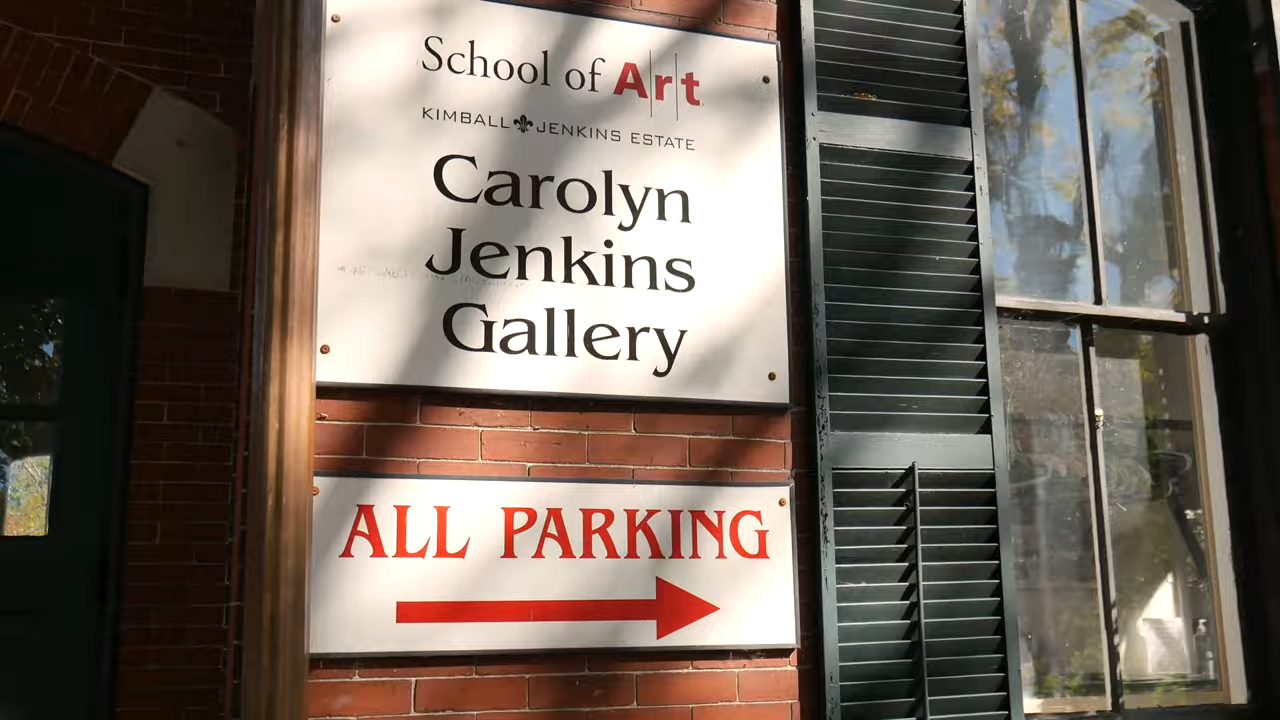 School of Art
KIMBALL JENKINS ESTATE
Carolyn
Jenkins
Gallery
ALL PARKING